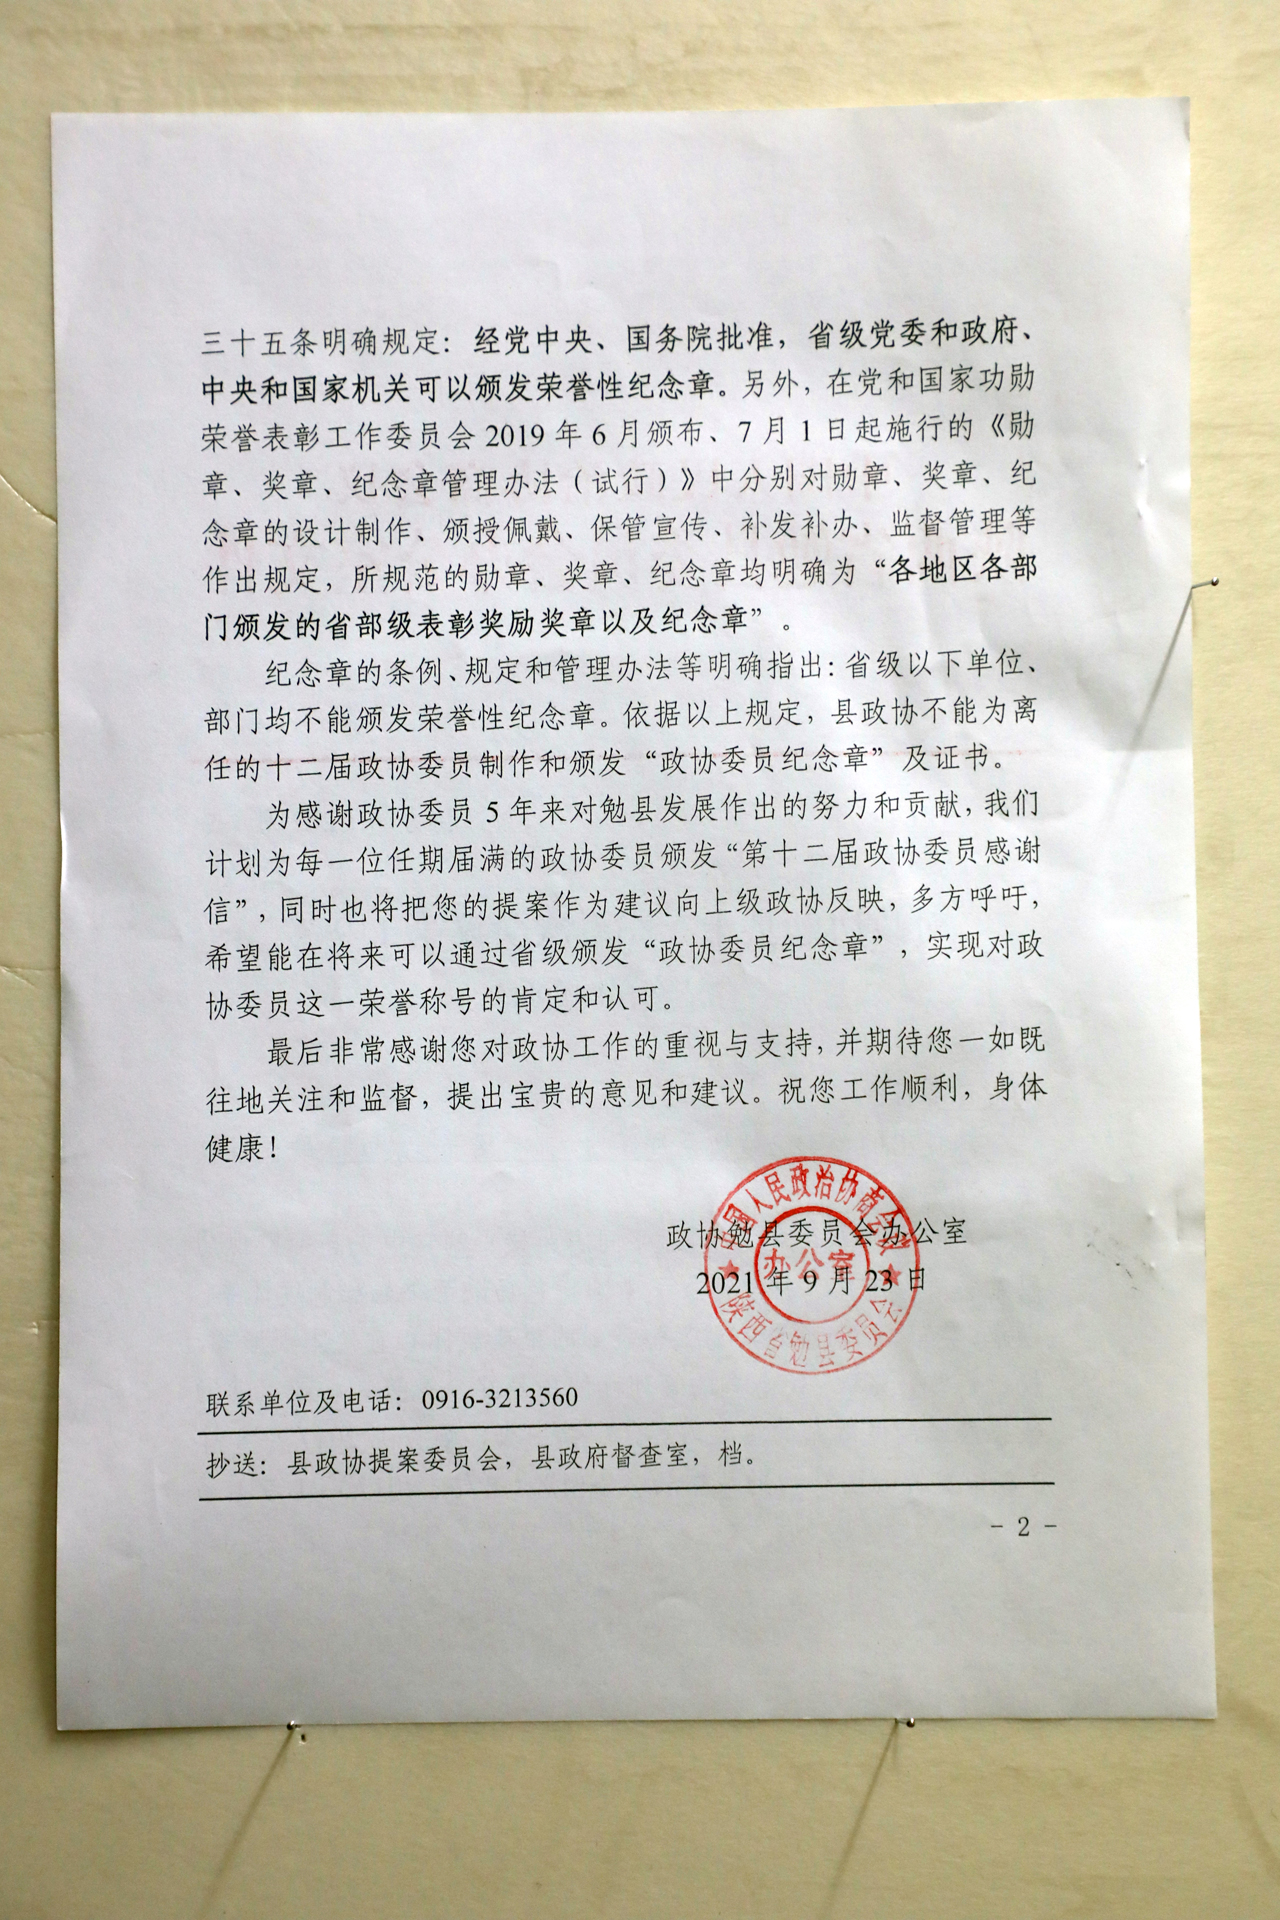 三十五条明确规定：经党中央、国务院批准，省级党委和政府、
中央和国家机关可以颁发荣誉性纪念章。另外，在党和国家功勋
荣誉表彰工作委员会2019年6月颁布、7月1日起施行的《勋
章、奖章、纪念章管理办法（试行）》中分别对勋章、奖章、纪
念章的设计制作、颁授佩戴、保管宣传、补发补办、监督管理等
作出规定，所规范的勋章、奖章、纪念章均明确为“各地区各部
门颁发的省部级表彰奖励奖章以及纪念章”。
纪念章的条例、规定和管理办法等明确指出：省级以下单位、
部门均不能颁发荣誉性纪念章。依据以上规定，县政协不能为离
任的十二届政协委员制作和颁发“政协委员纪念章”及证书。
为感谢政协委员5年来对勉县发展作出的努力和贡献，我们
计划为每一位任期届满的政协委员颁发“第十二届政协委员感谢
信”，同时也将把您的提案作为建议向上级政协反映，多方呼吁，
希望能在将来可以通过省级颁发“政协委员纪念章”，实现对政
协委员这一荣誉称号的肯定和认可。
最后非常感谢您对政协工作的重视与支持，并期待您一如既
往地关注和监督，提出宝贵的意见和建议。祝您工作顺利，身体
健康！
政协勉县委员会办公室
2021年9月23日
中国人民政治协商会议
办公室
陕西省勉县委员会
联系单位及电话：0916-3213560
抄送：县政协提案委员会，县政府督查室，档。
- 2 -